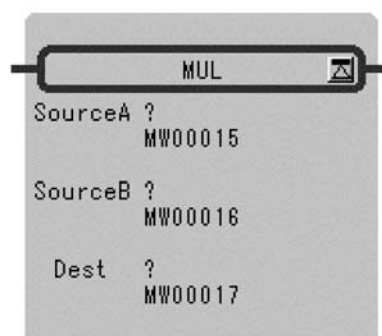 MUL
SourceA ?
MW00015
SourceB ?
MW00016
Dest ?
MW00017